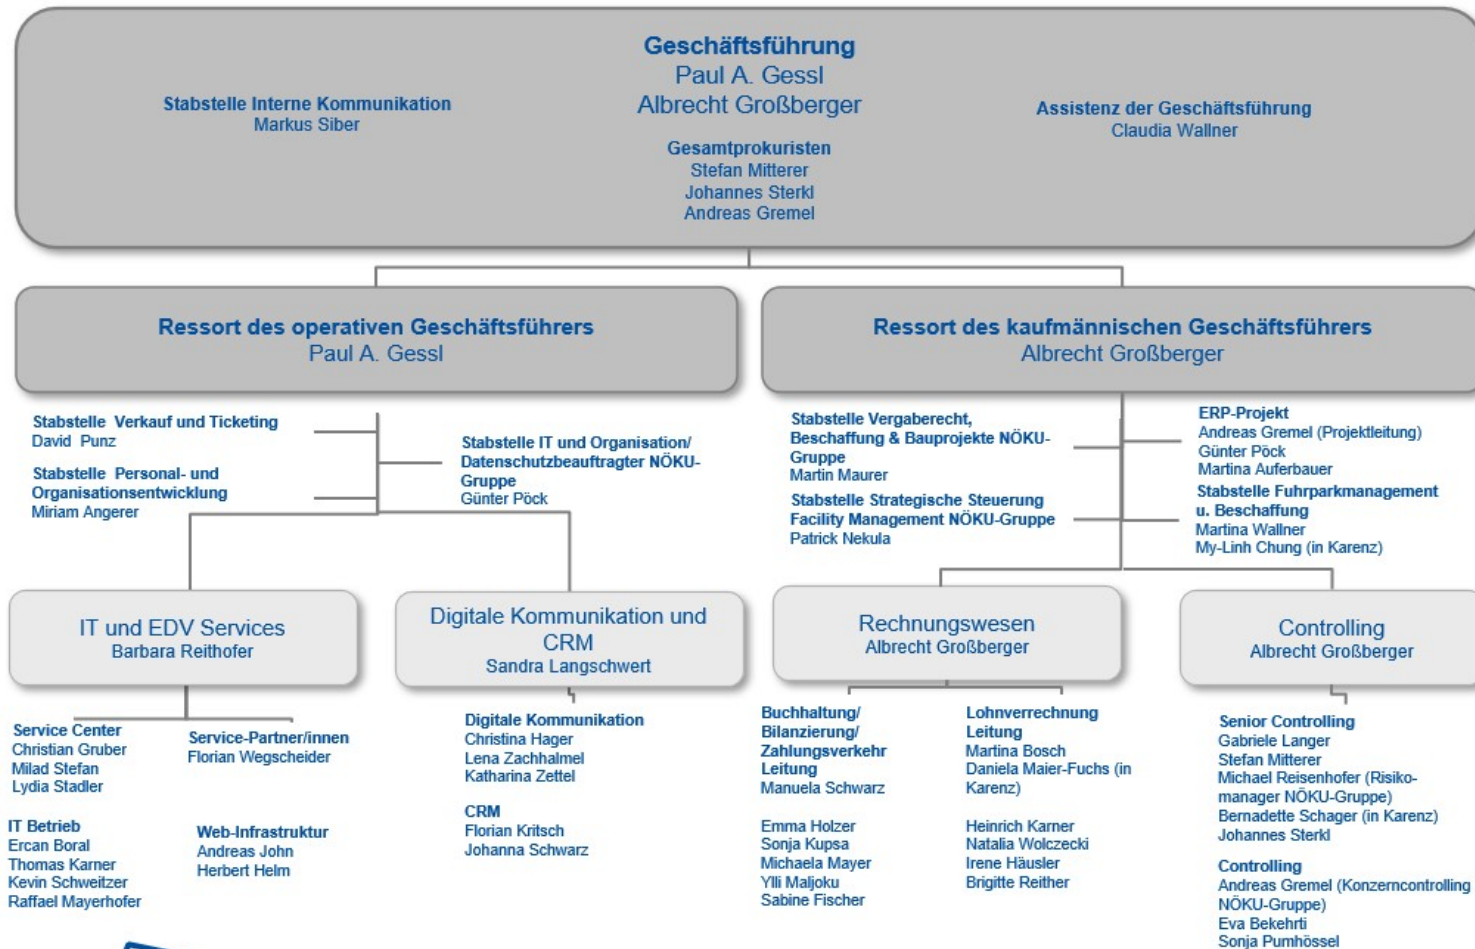 Geschäftsführung
Paul A. Gessl
Albrecht Großberger
Stabstelle Interne Kommunikation
Markus Siber
Assistenz der Geschäftsführung
Claudia Wallner
Gesamtprokuristen
Stefan Mitterer
Johannes Sterkl
Andreas Gremel
Ressort des operativen Geschäftsführers
Paul A. Gessl
Ressort des kaufmännischen Geschäftsführers
Albrecht Großberger
Stabstelle Verkauf und Ticketing
David Punz
Stabstelle Personal- und
Organisationsentwicklung
Miriam Angerer
Stabstelle IT und Organisation/
Datenschutzbeauftragter NÖKU-
Gruppe
Günter Pöck
Stabstelle Vergaberecht,
Beschaffung & Bauprojekte NÖKU-
Gruppe
Martin Maurer
Stabstelle Strategische Steuerung
Facility Management NÖKU-Gruppe
Patrick Nekula
ERP-Projekt
Andreas Gremel (Projektleitung)
Günter Pöck
Martina Auferbauer
Stabstelle Fuhrparkmanagement
u. Beschaffung
Martina Wallner
My-Linh Chung (in Karenz)
IT und EDV Services
Barbara Reithofer
Digitale Kommunikation und
CRM
Sandra Langschwert
Rechnungswesen
Albrecht Großberger
Controlling
Albrecht Großberger
Service Center
Christian Gruber
Milad Stefan
Lydia Stadler
IT Betrieb
Ercan Boral
Thomas Karner
Kevin Schweitzer
Raffael Mayerhofer
Service-Partner/innen
Florian Wegscheider
Web-Infrastruktur
Andreas John
Herbert Helm
Digitale Kommunikation
Christina Hager
Lena Zachhalmel
Katharina Zettel
CRM
Florian Kritsch
Johanna Schwarz
Buchhaltung/
Bilanzierung/
Zahlungsverkehr
Leitung
Manuela Schwarz
Emma Holzer
Sonja Kupsa
Michaela Mayer
Ylli Maljoku
Sabine Fischer
Lohnverrechnung
Leitung
Martina Bosch
Daniela Maier-Fuchs (in
Karenz)
Heinrich Karner
Natalia Wolczecki
Irene Häusler
Brigitte Reither
Senior Controlling
Gabriele Langer
Stefan Mitterer
Michael Reisenhofer (Risiko-
manager NÖKU-Gruppe)
Bernadette Schager (in Karenz)
Johannes Sterkl
Controlling
Andreas Gremel (Konzerncontrolling
NÖKU-Gruppe)
Eva Bekehrti
Sonja Pumhössel